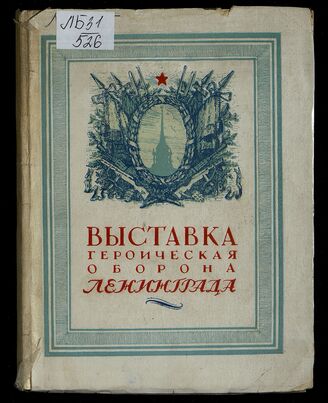 ЛБ31
526
ВЫСТАВКА
ГЕРОИЧЕСКАЯ
ОБОРОНА
ЛЕНИНГРАДА